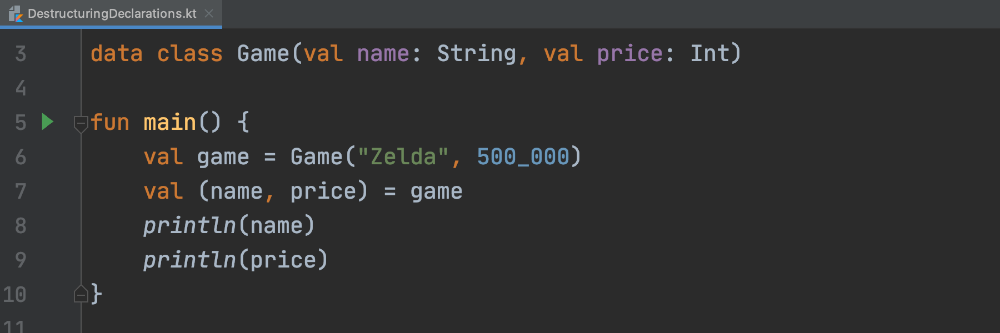 DestructuringDeclarations.kt
3 data class Game(val name: String, val price: Int)
4
5 fun main() {
6     val game = Game("Zelda", 500_000)
7     val (name, price) = game
8     println(name)
9     println(price)
10 }
11